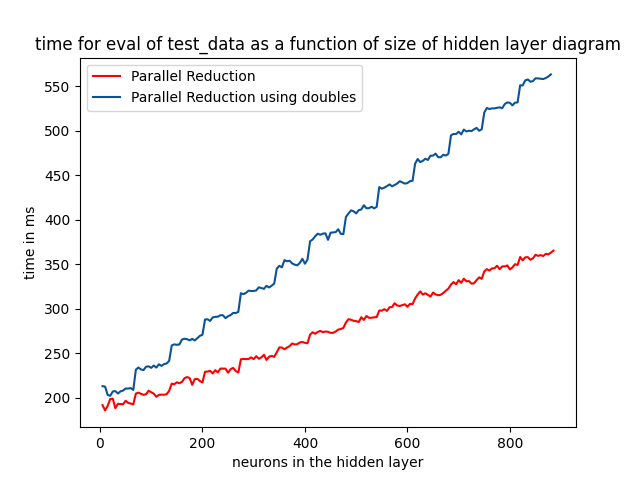 time for eval of test_data as a function of size of hidden layer diagram
Parallel Reduction
Parallel Reduction using doubles
550
500
450
400
350
300
250
200
time in ms
0 200 400 600 800
neurons in the hidden layer